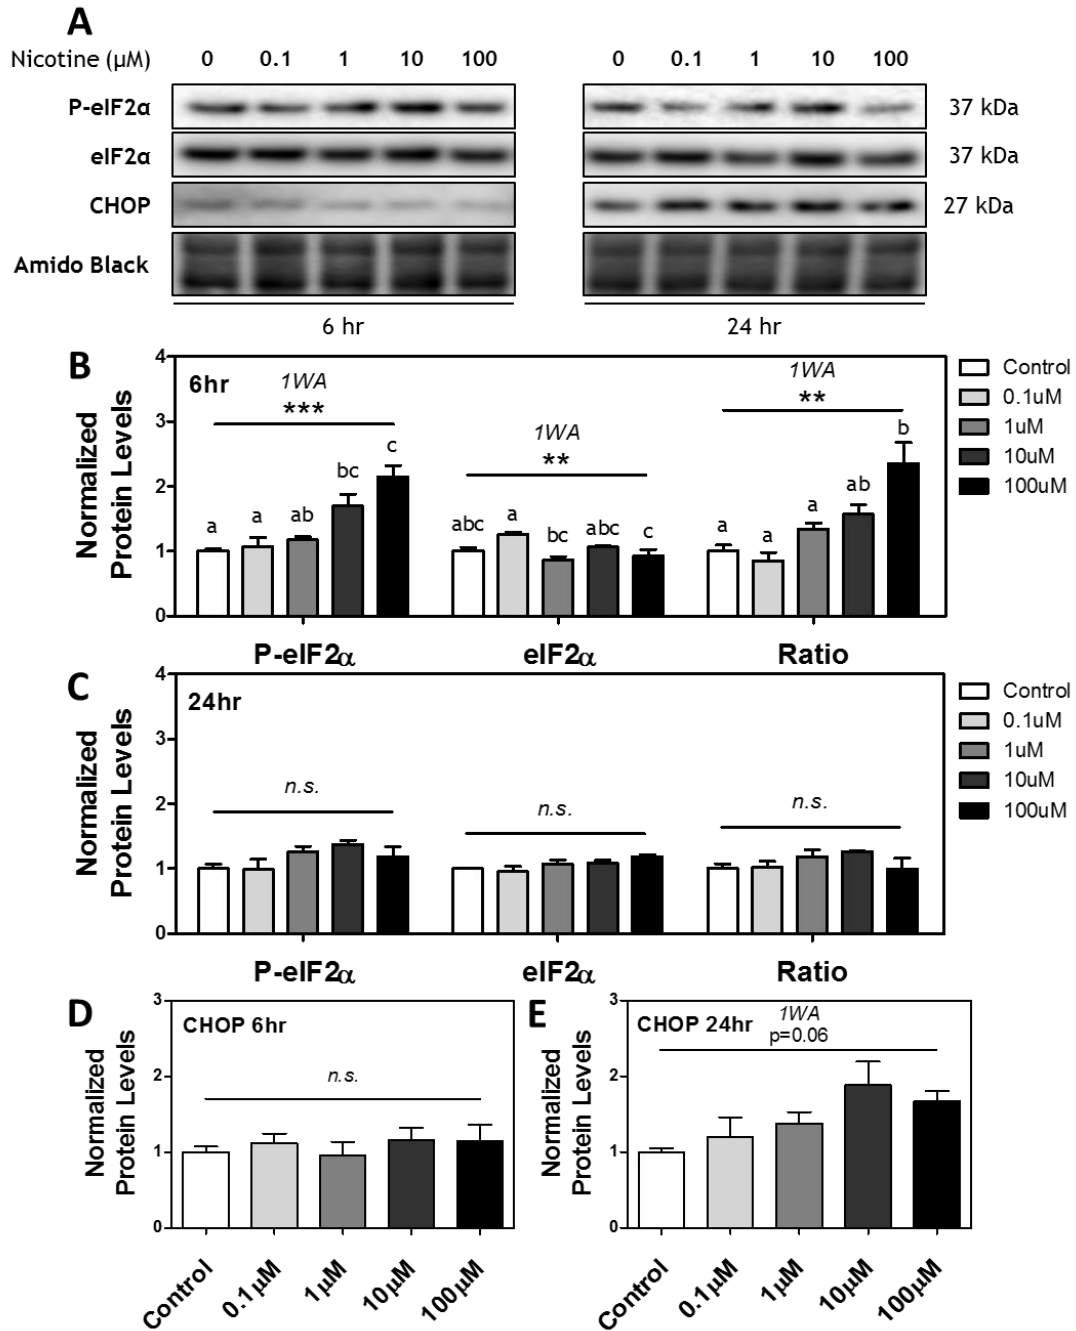 A
Nicotine (µM) 0 0.1 1 10 100 0 0.1 1 10 100
P-eIF2α 37 kDa
eIF2α 37 kDa
CHOP 27 kDa
Amido Black
6 hr 24 hr
B
Normalized
Protein Levels
4
3
2
1
0
6hr
1WA
***
a a ab bc c
1WA
**
abc a bc abc c
1WA
**
a a a ab b
P-eIF2α eIF2α Ratio
Control
0.1uM
1uM
10uM
100uM
C
Normalized
Protein Levels
4
3
2
1
0
24hr
n.s. n.s. n.s.
P-eIF2α eIF2α Ratio
Control
0.1uM
1uM
10uM
100uM
D
Normalized
Protein Levels
3
2
1
0
CHOP 6hr
n.s.
Control 0.1µM 1µM 10µM 100µM
E
Normalized
Protein Levels
3
2
1
0
CHOP 24hr
1WA
p=0.06
Control 0.1µM 1µM 10µM 100µM